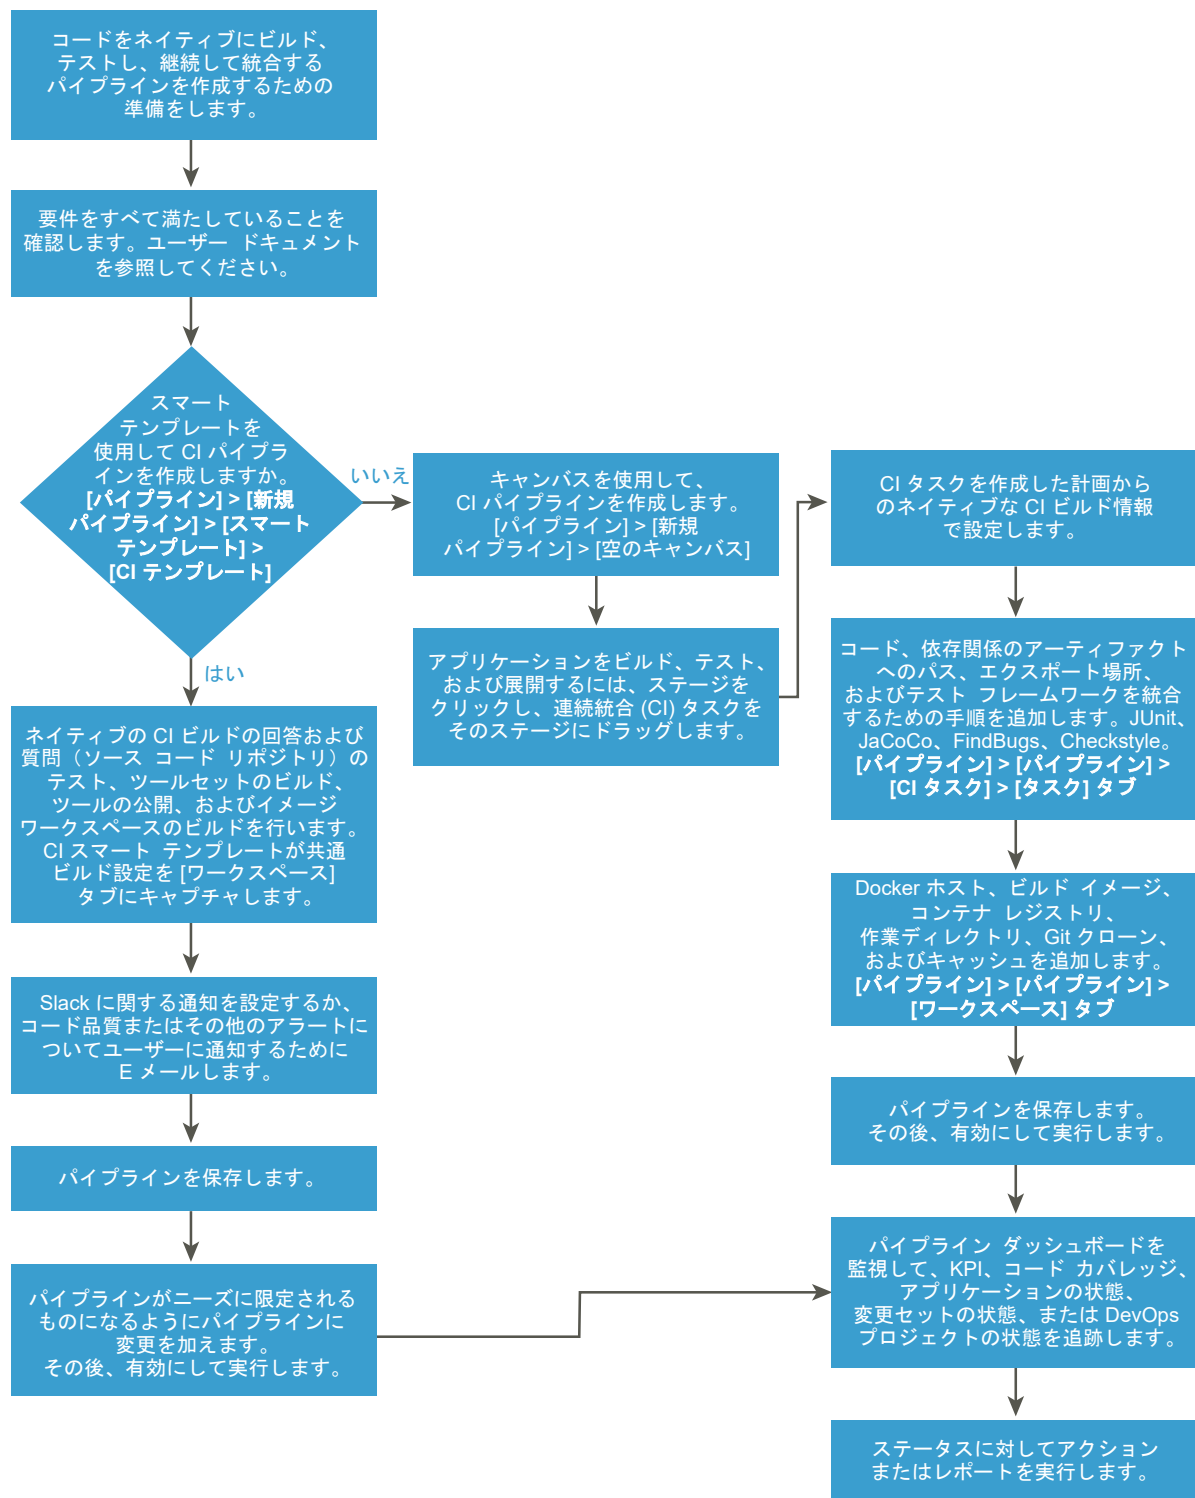 コードをネイティブにビルド、
テストし、継続して統合する
パイプラインを作成するための
準備をします。
要件をすべて満たしていることを
確認します。ユーザー ドキュメント
を参照してください。
スマート
テンプレートを
使用して CI パイプラ
インを作成しますか。
[パイプライン] > [新規
パイプライン] > [スマート
テンプレート] >
[CI テンプレート]
いいえ
はい
ネイティブの CI ビルドの回答および
質問（ソース コード リポジトリ）の
テスト、ツールセットのビルド、
ツールの公開、およびイメージ
ワークスペースのビルドを行います。
CI スマート テンプレートが共通
ビルド設定を [ワークスペース]
タブにキャプチャします。
Slack に関する通知を設定するか、
コード品質またはその他のアラートに
ついてユーザーに通知するために
E メールします。
パイプラインを保存します。
パイプラインがニーズに限定される
ものになるようにパイプラインに
変更を加えます。
その後、有効にして実行します。
キャンバスを使用して、
CI パイプラインを作成します。
[パイプライン] > [新規
パイプライン] > [空のキャンバス]
アプリケーションをビルド、テスト、
および展開するには、ステージを
クリックし、連続統合 (CI) タスクを
そのステージにドラッグします。
CI タスクを作成した計画から
のネイティブな CI ビルド情報
で設定します。
コード、依存関係のアーティファクト
へのパス、エクスポート場所、
およびテスト フレームワークを統合
するための手順を追加します。JUnit、
JaCoCo、FindBugs、Checkstyle。
[パイプライン] > [パイプライン] >
[CI タスク] > [タスク] タブ
Docker ホスト、ビルド イメージ、
コンテナ レジストリ、
作業ディレクトリ、Git クローン、
およびキャッシュを追加します。
[パイプライン] > [パイプライン] >
[ワークスペース] タブ
パイプラインを保存します。
その後、有効にして実行します。
パイプライン ダッシュボードを
監視して、KPI、コード カバレッジ、
アプリケーションの状態、
変更セットの状態、または DevOps
プロジェクトの状態を追跡します。
ステータスに対してアクション
またはレポートを実行します。